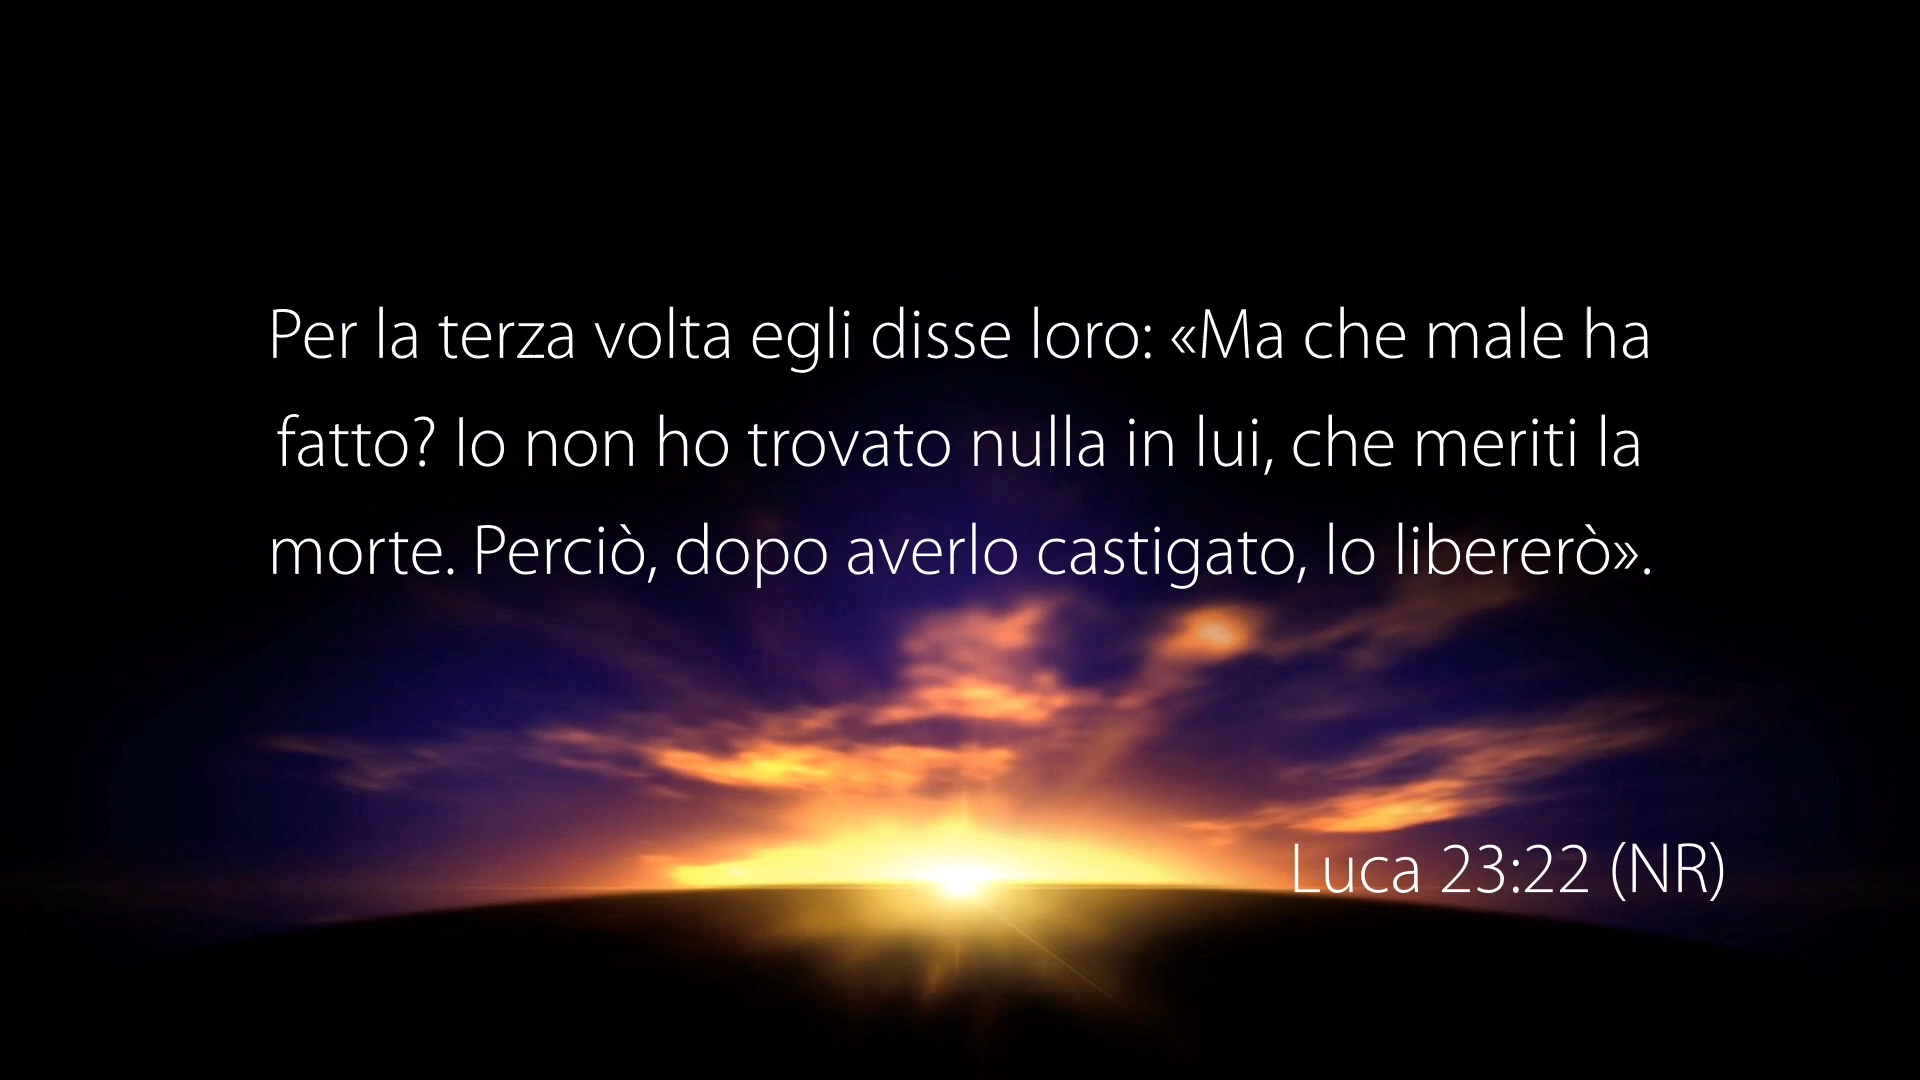 Per la terza volta egli disse loro: «Ma che male ha
fatto? Io non ho trovato nulla in lui, che meriti la
morte. Perciò, dopo averlo castigato, lo libererò».
Luca 23:22 (NR)